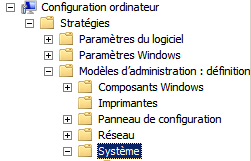 Configuration ordinateur
Stratégies
Paramètres du logiciel
Paramètres Windows
Modèles d'administration : définition
Composants Windows
Imprimantes
Panneau de configuration
Réseau
Système